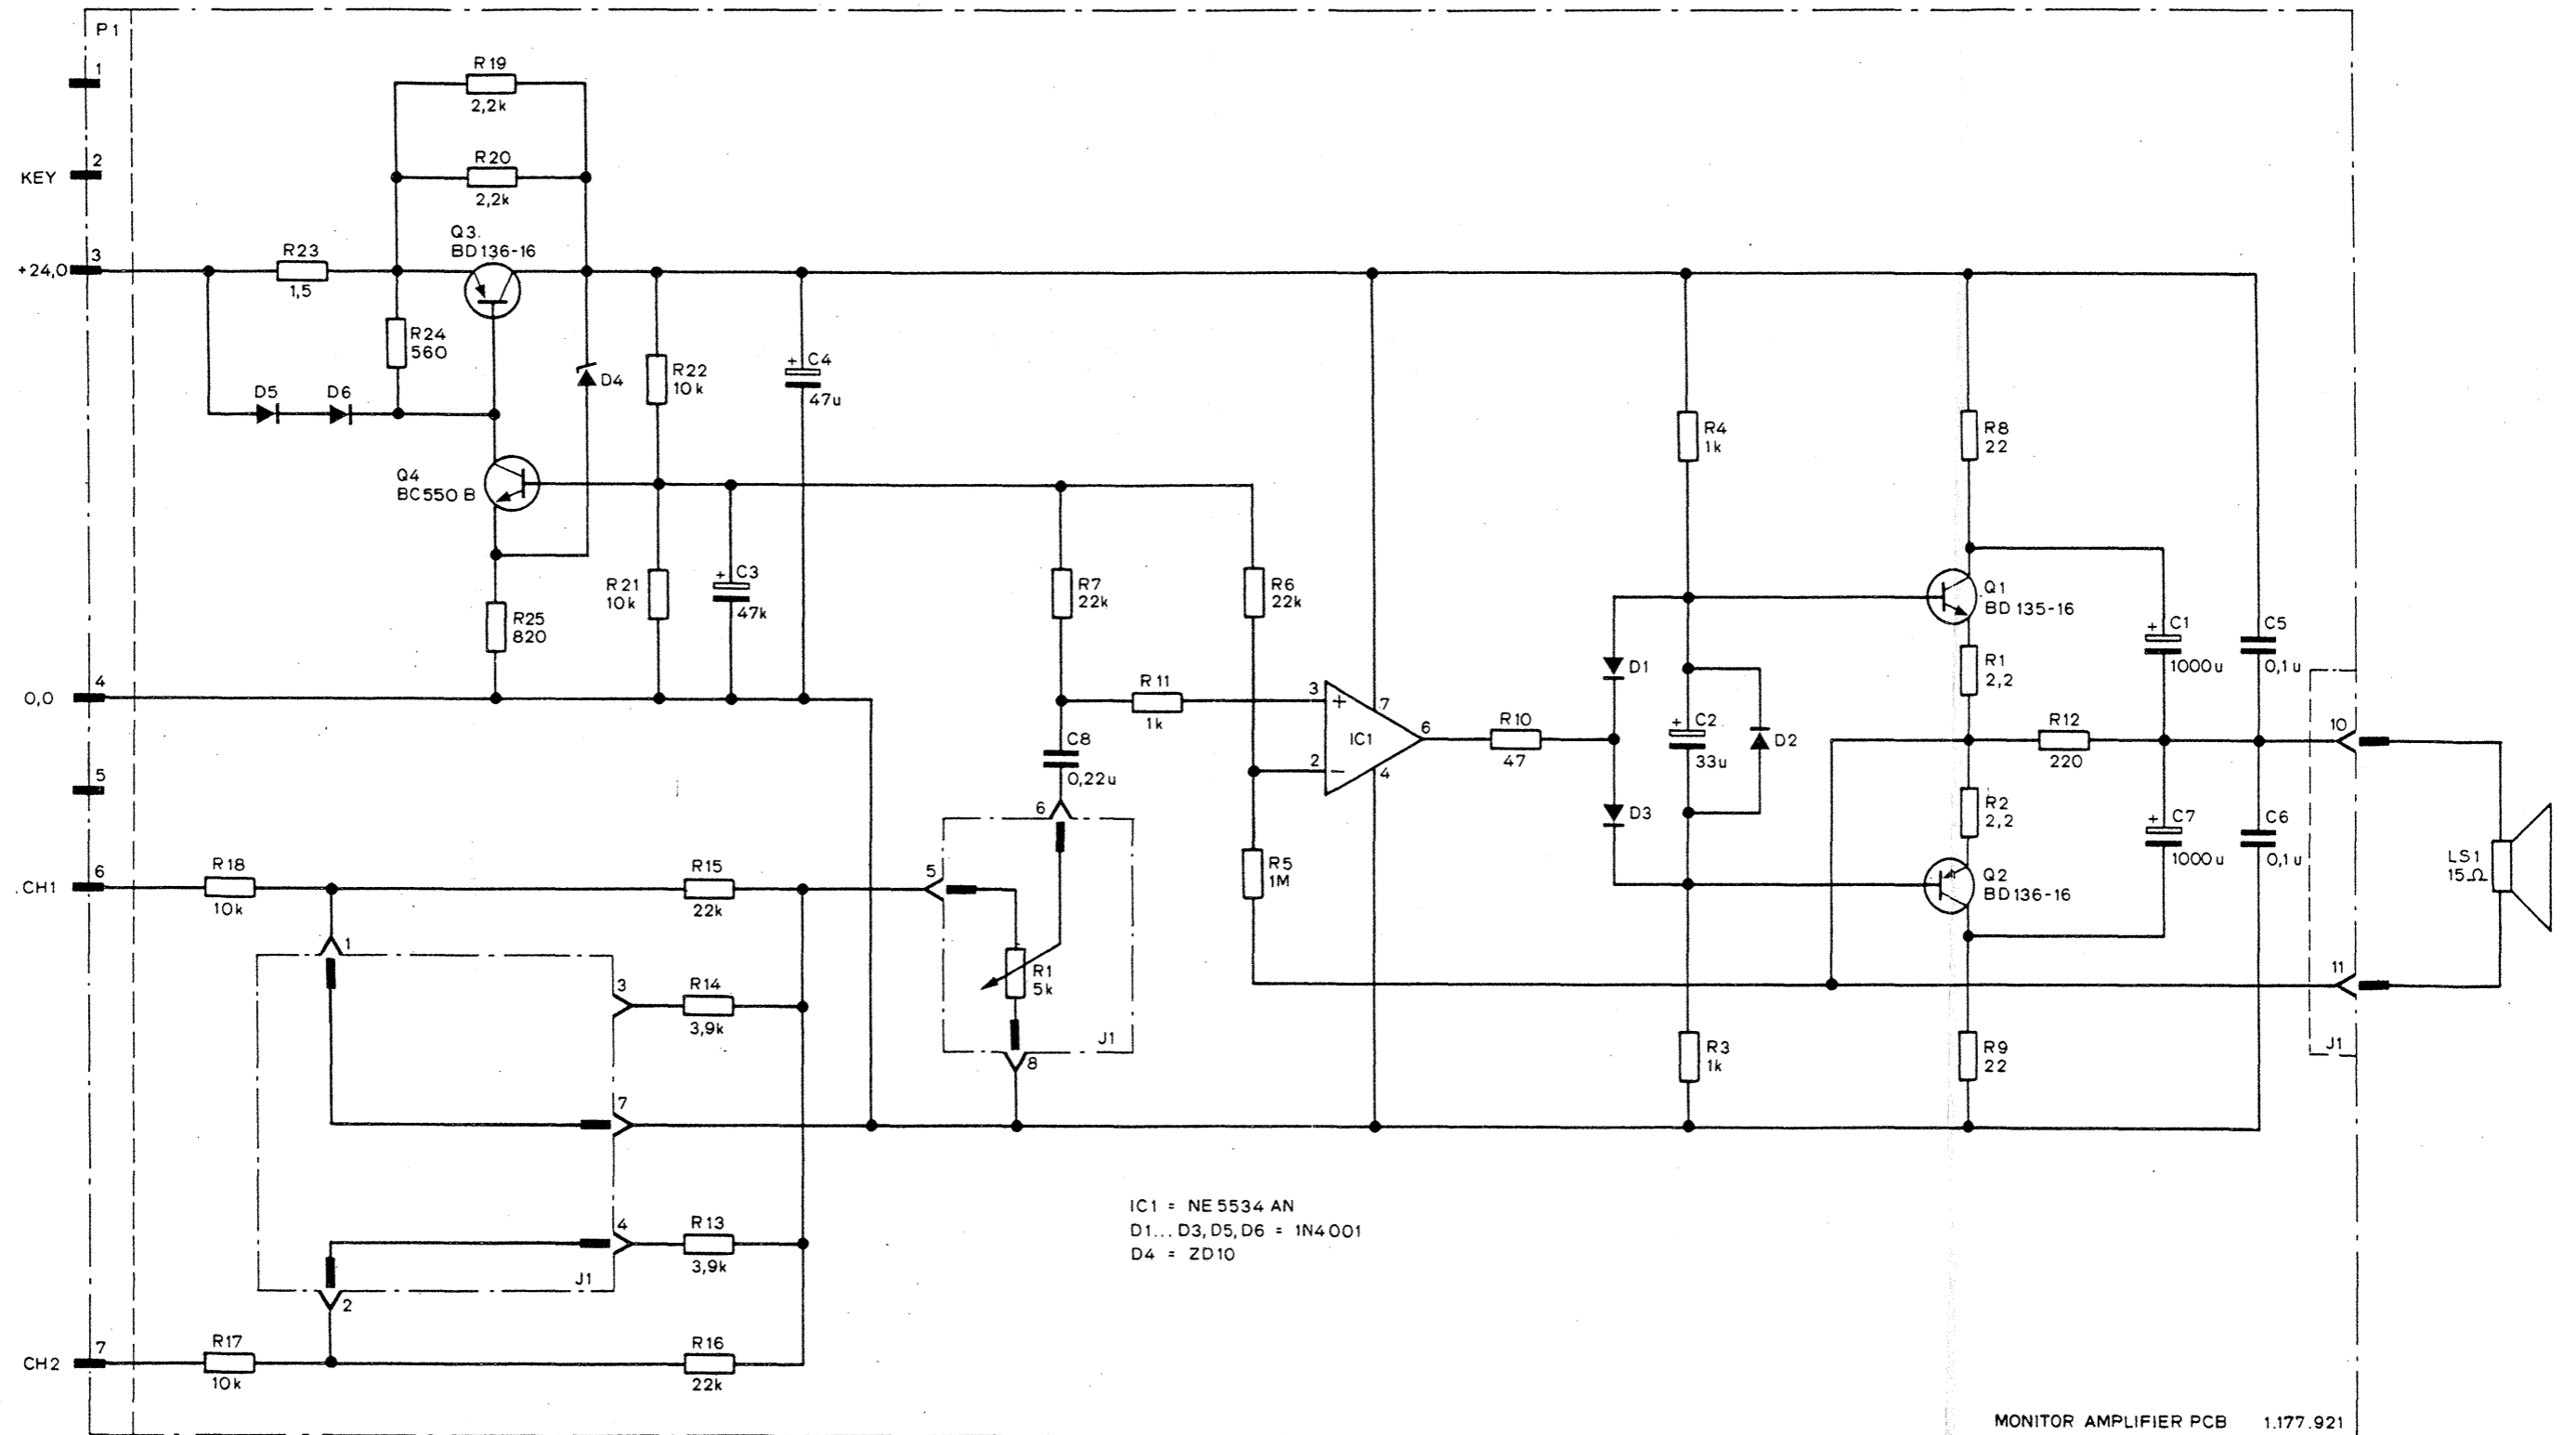 P1
1
R19
2,2k
2
KEY
R20
2,2k
Q3.
BD136-16
3
+24,0
R23
1,5
R24
560
D5
D6
D4
R22
10k
+
C4
47u
R4
1k
R8
22
Q4
BC550 B
R21
10k
+
C3
47k
R25
820
R7
22k
R6
22k
Q1
BD 135-16
+
C1
1000u
C5
0,1u
R1
2,2
4
0,0
R11
1k
3
+
7
IC1
6
2
−
4
R10
47
D1
+
C2
33u
D2
D3
R12
220
10
C8
0,22u
5
R2
2,2
+
C7
1000u
C6
0,1u
6
.CH1
R18
10k
R15
22k
5
6
R1
5k
J1
8
R5
1M
Q2
BD136-16
LS1
15Ω
11
J1
1
3
R14
3,9k
7
R3
1k
R9
22
4
R13
3,9k
J1
2
IC1 = NE5534 AN
D1...D3,D5,D6 = 1N4001
D4 = ZD10
7
CH2
R17
10k
R16
22k
MONITOR AMPLIFIER PCB 1.177.921